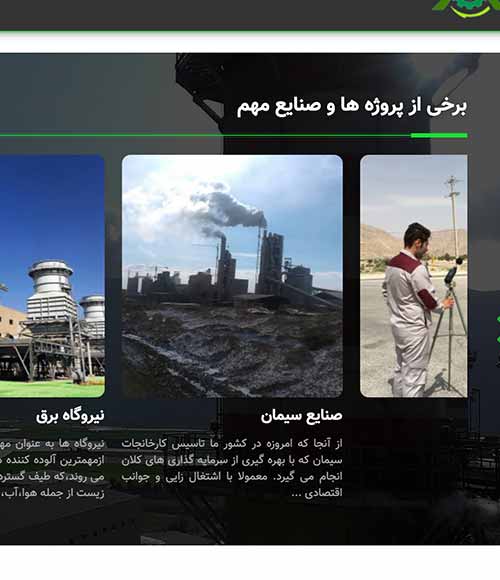 برخی از پروژه ها و صنایع مهم
صنایع سیمان
از آنجا که امروزه در کشور ما تاسیس کارخانجات
سیمان که با بهره گیری از سرمایه گذاری های کلان
انجام می گیرد. معمولا با اشتغال زایی و جوانب
اقتصادی ...
نیروگاه برق
نیروگاه ها به عنوان
ازمهمترین آلوده کننده
می روند،که طیف
زیست از جمله هوا،آب،